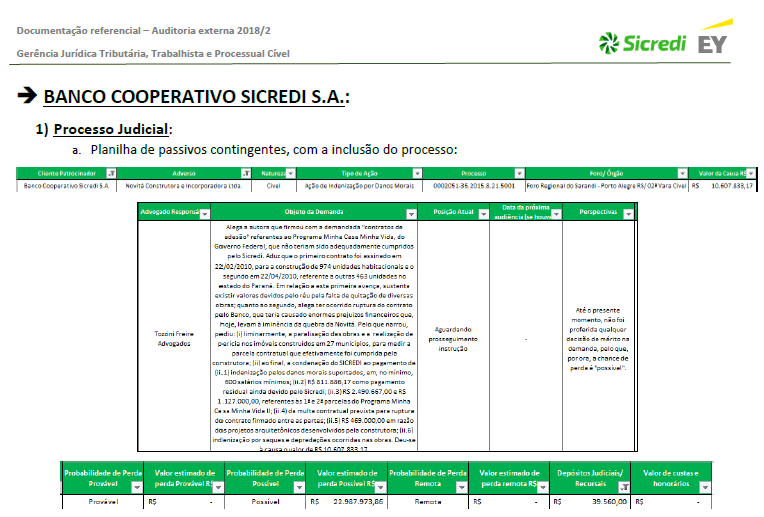 Documentação referencial – Auditoria externa 2018/2
Gerência Jurídica Tributária, Trabalhista e Processual Cível
Sicredi EY
➔ BANCO COOPERATIVO SICREDI S.A.:
1) Processo Judicial:
a. Planilha de passivos contingentes, com a inclusão do processo:
Cliente Patrocinador Adverso Natureza Tipo de Ação Processo Foro/ Órgão Valor da Causa R$
Banco Cooperativo Sicredi S.A. Novitá Construtora e Incorporadora Ltda. Cível Ação de Indenização por Danos Morais 0002051-85.2015.8.21.5001 Foro Regional do Sarandi - Porto Alegre RS/ 02ª Vara Cível R$ 10.607.833,17
Advogado Responsá Objeto da Demanda Posição Atual Data da próxima audiência (se houve Perspectivas
Tozzini Freire
Advogados
Alega a autora que firmou com a demandada "contratos de
adesão" referentes ao Programa Minha Casa Minha Vida, do
Governo Federal, que não teriam sido adequadamente cumpridos
pelo Sicredi. Aduz que o primeiro contrato foi assinado em
22/02/2010, para a construção de 974 unidades habitacionais e o
segundo em 22/04/2010, referente a outras 463 unidades no
estado do Paraná. Em relação a esta primeira avença, sustenta
existir valores devidos pelo réu pela falta de quitação de diversas
obras; quanto ao segundo, alega ter ocorrido ruptura do contrato
pelo Banco, que teria causado enormes prejuízos financeiros que,
hoje, levam à iminência da quebra da Novitá. Pelo que narrou,
pediu: (i) liminarmente, a paralisação das obras e a realização de
perícia nos imóveis construídos em 27 municípios, para medir a
parcela contratual que efetivamente foi cumprida pela
construtora; (ii) ao final, a condenação do SICREDI ao pagamento de
(ii.1) indenização pelos danos morais suportados, em, no mínimo,
600 salários mínimos; (ii.2) R$ 811.886,17 como pagamento
residual ainda devido pelo Sicredi; (ii.3) R$ 2.490.667,00 e R$
1.127.000,00, referentes às 1ª e 2ª parcelas do Programa Minha
Casa Minha Vida II; (ii.4) da multa contratual prevista para ruptura
do contrato firmado entre as partes; (ii.5) R$ 469.000,00 em razão
dos projetos arquitetônicos desenvolvidos pela construtora; (ii.6)
indenização por saques e depredações ocorridas nas obras. Deu-se
à causa o valor de R$ 10.607.833,17
Aguardando
prosseguimento
instrução
-
Até o presente
momento, não foi
proferida qualquer
decisão de mérito na
demanda, pelo que,
por ora, a chance de
perda é "possível".
Probabilidade de Perda Provável Valor estimado de perda Provável R$ Probabilidade de Perda Possível Valor estimado de perda Possível R$ Probabilidade de Perda Remota Valor estimado de perda remota R$ Depósitos Judiciais/ Recursais Valor de custas e honorários
Provável R$ - Possível R$ 22.987.973,86 Remota R$ - R$ 39.560,00 R$ -